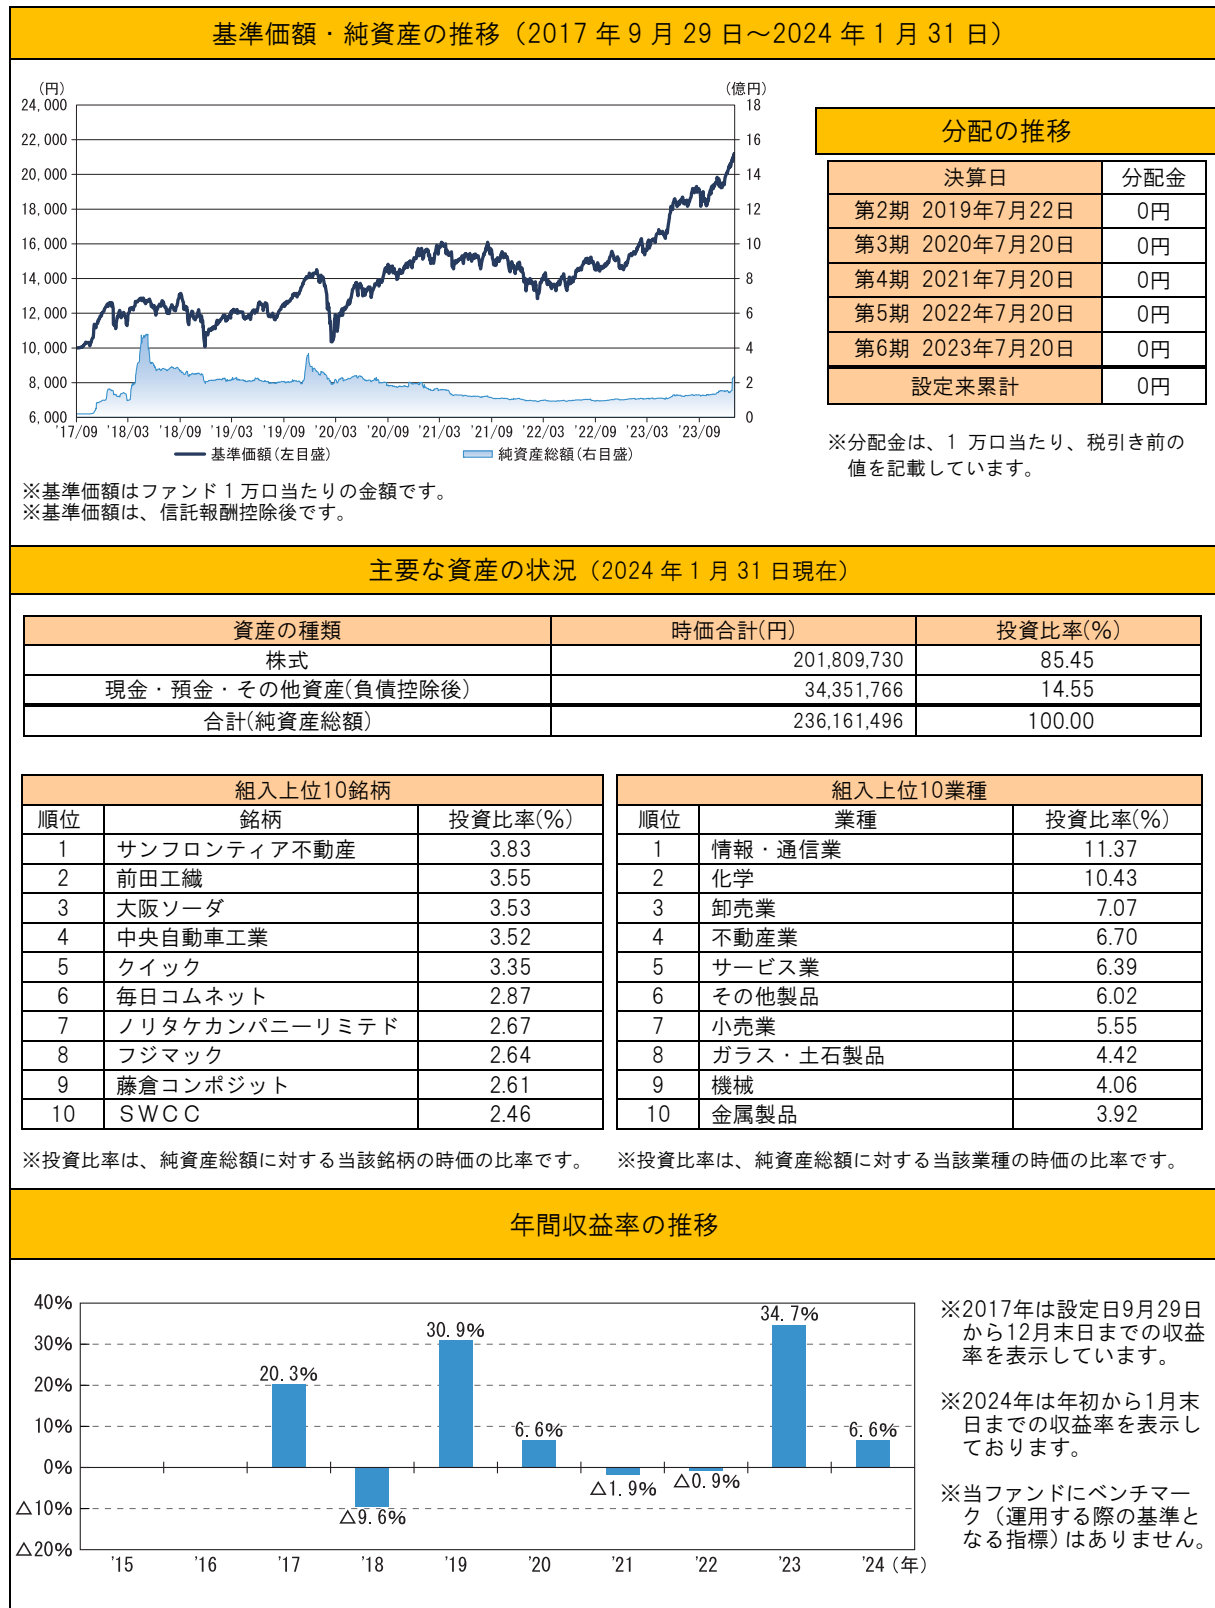 基準価額・純資産の推移（2017年9月29日～2024年1月31日）
(円)
(億円)
24,000
22,000
20,000
18,000
16,000
14,000
12,000
10,000
8,000
6,000
18
16
14
12
10
8
6
4
2
0
'17/09 '18/03 '18/09 '19/03 '19/09 '20/03 '20/09 '21/03 '21/09 '22/03 '22/09 '23/03 '23/09
基準価額(左目盛) 純資産総額(右目盛)
※基準価額はファンド1万口当たりの金額です。
※基準価額は、信託報酬控除後です。
分配の推移
決算日 分配金
第2期 2019年7月22日 0円
第3期 2020年7月20日 0円
第4期 2021年7月20日 0円
第5期 2022年7月20日 0円
第6期 2023年7月20日 0円
設定来累計 0円
※分配金は、1 万口当たり、税引き前の
値を記載しています。
主要な資産の状況（2024年1月31日現在）
資産の種類 時価合計(円) 投資比率(%)
株式 201,809,730 85.45
現金・預金・その他資産(負債控除後) 34,351,766 14.55
合計(純資産総額) 236,161,496 100.00
組入上位10銘柄
順位 銘柄 投資比率(%)
1 サンフロンティア不動産 3.83
2 前田工繊 3.55
3 大阪ソーダ 3.53
4 中央自動車工業 3.52
5 クイック 3.35
6 毎日コムネット 2.87
7 ノリタケカンパニーリミテド 2.67
8 フジマック 2.64
9 藤倉コンポジット 2.61
10 ＳＷＣＣ 2.46
※投資比率は、純資産総額に対する当該銘柄の時価の比率です。
組入上位10業種
順位 業種 投資比率(%)
1 情報・通信業 11.37
2 化学 10.43
3 卸売業 7.07
4 不動産業 6.70
5 サービス業 6.39
6 その他製品 6.02
7 小売業 5.55
8 ガラス・土石製品 4.42
9 機械 4.06
10 金属製品 3.92
※投資比率は、純資産総額に対する当該業種の時価の比率です。
年間収益率の推移
40%
30%
20%
10%
0%
△10%
△20%
20.3%
△9.6%
30.9%
6.6%
△1.9%
△0.9%
34.7%
6.6%
'15 '16 '17 '18 '19 '20 '21 '22 '23 '24 (年)
※2017年は設定日9月29日
から12月末日までの収益
率を表示しています。
※2024年は年初から1月末
日までの収益率を表示し
ております。
※当ファンドにベンチマー
ク（運用する際の基準と
なる指標）はありません。